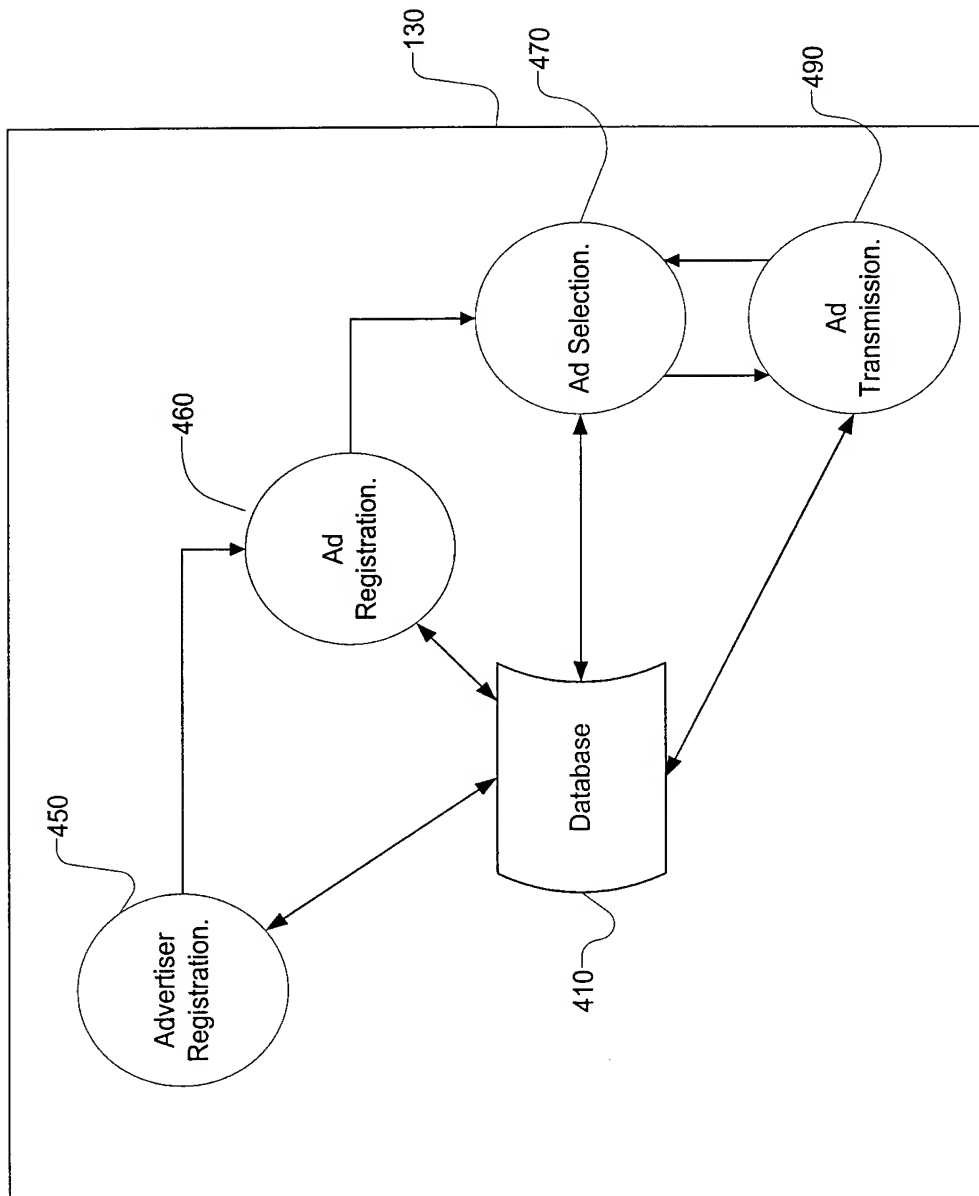 130
450
Advertiser
Registration.
460
Ad
Registration.
470
Ad Selection.
490
Ad
Transmission.
Database
410